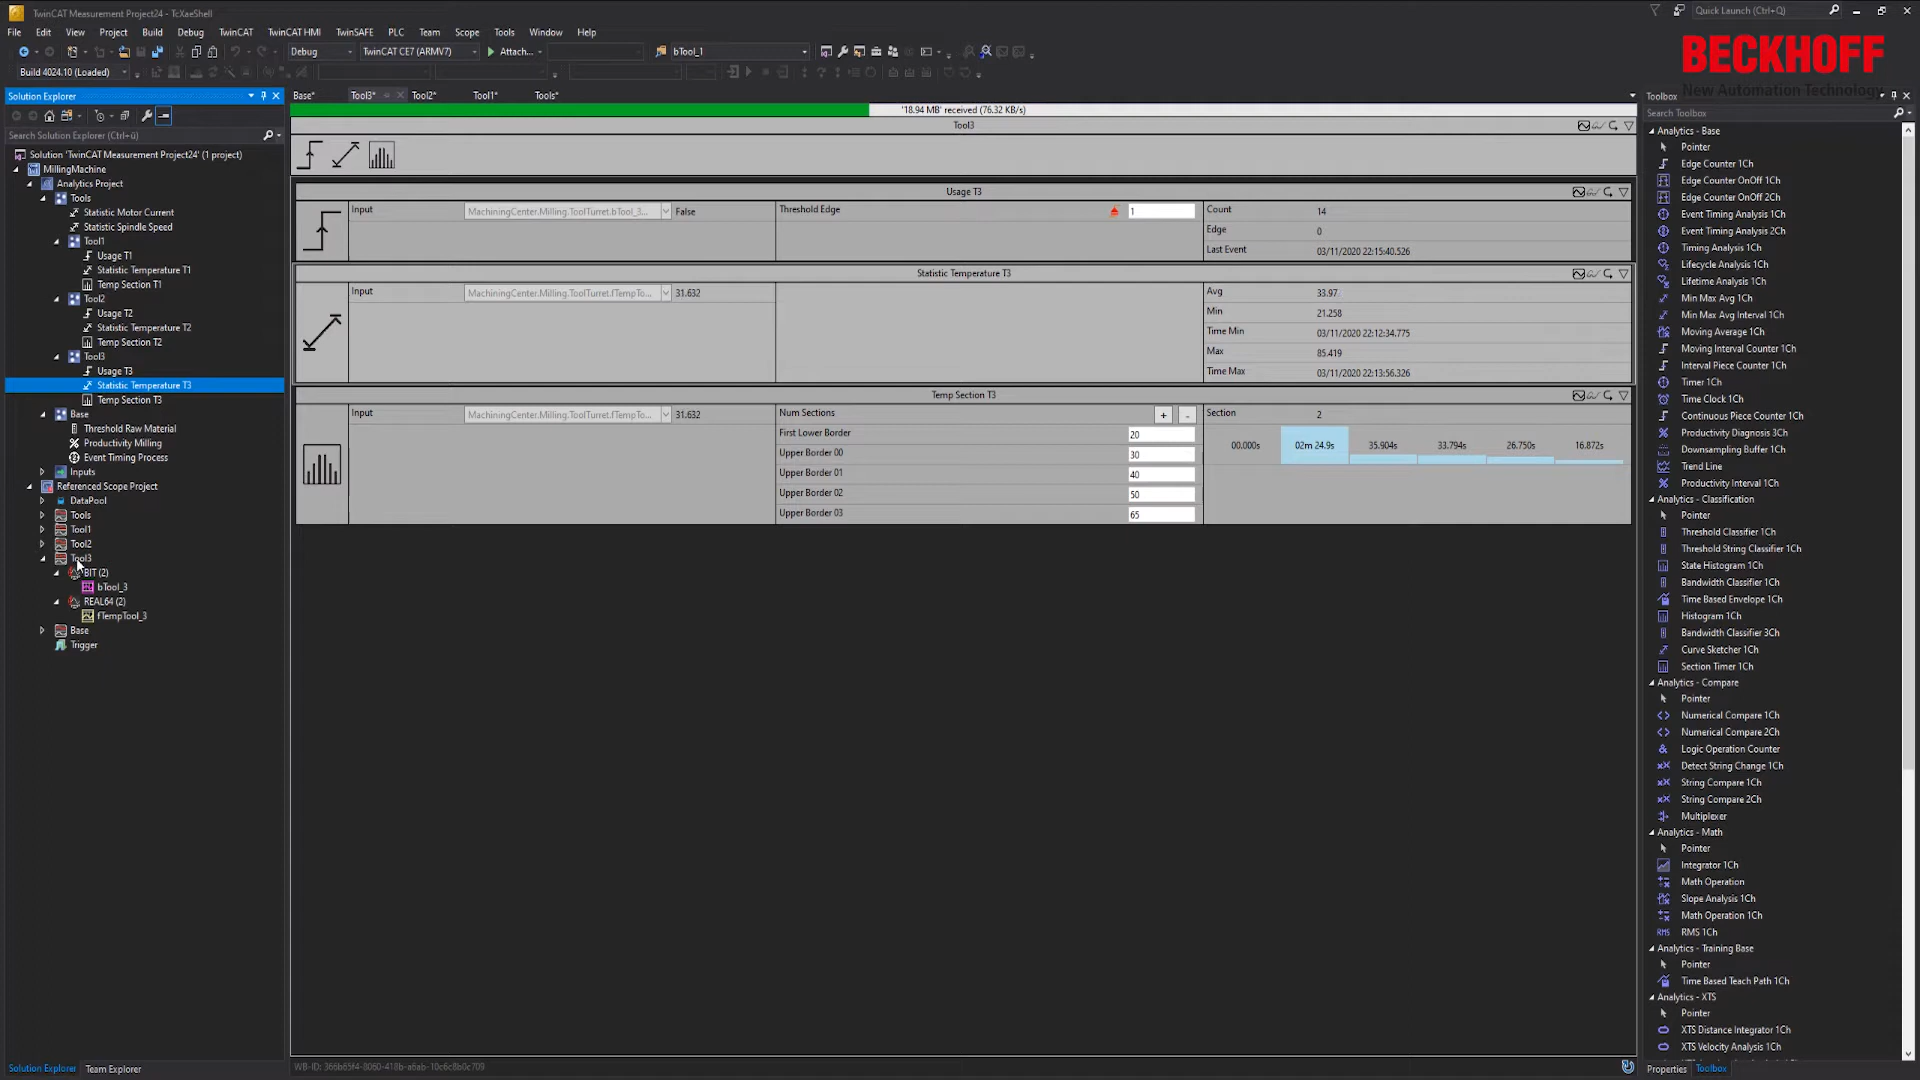 TwinCAT Measurement Project24 - TcXaeShell
Quick Launch (Ctrl+Q)
File Edit View Project Build Debug TwinCAT TwinCAT HMI TwinSAFE PLC Team Scope Tools Window Help
Debug TwinCAT CE7 (ARMV7) Attach... bTool_1
Build 4024.10 (Loaded)
BECKHOFF
New Automation Technology
Solution Explorer
Search Solution Explorer (Ctrl+ü)
Solution 'TwinCAT Measurement Project24' (1 project)
MillingMachine
Analytics Project
Tools
Statistic Motor Current
Statistic Spindle Speed
Tool1
Usage T1
Statistic Temperature T1
Temp Section T1
Tool2
Usage T2
Statistic Temperature T2
Temp Section T2
Tool3
Usage T3
Statistic Temperature T3
Temp Section T3
Base
Threshold Raw Material
Productivity Milling
Event Timing Process
Inputs
Referenced Scope Project
DataPool
Tools
Tool1
Tool2
Tool3
BIT (2)
bTool_3
REAL64 (2)
fTempTool_3
Base
Trigger
Solution Explorer Team Explorer
Base* Tool3* Tool2* Tool1* Tools*
'18.94 MB' received (76.32 KB/s)
Tool3
Usage T3
Input MachiningCenter.Milling.ToolTurret.bTool_3... False Threshold Edge 1 Count 14
Edge 0
Last Event 03/11/2020 22:15:40.526
Statistic Temperature T3
Input MachiningCenter.Milling.ToolTurret.fTempTo... 31.632 Avg 33.97
Min 21.258
Time Min 03/11/2020 22:12:34.775
Max 85.419
Time Max 03/11/2020 22:13:56.326
Temp Section T3
Input MachiningCenter.Milling.ToolTurret.fTempTo... 31.632 Num Sections + - Section 2
First Lower Border 20
00.000s 02m 24.9s 35.904s 33.794s 26.750s 16.872s
Upper Border 00 30
Upper Border 01 40
Upper Border 02 50
Upper Border 03 65
WB-ID: 366b65f4-8060-418b-a6ab-10c6c8b0c709
Toolbox
Search Toolbox
Analytics - Base
Pointer
Edge Counter 1Ch
Edge Counter OnOff 1Ch
Edge Counter OnOff 2Ch
Event Timing Analysis 1Ch
Event Timing Analysis 2Ch
Timing Analysis 1Ch
Lifecycle Analysis 1Ch
Lifetime Analysis 1Ch
Min Max Avg 1Ch
Min Max Avg Interval 1Ch
Moving Average 1Ch
Moving Interval Counter 1Ch
Interval Piece Counter 1Ch
Timer 1Ch
Time Clock 1Ch
Continuous Piece Counter 1Ch
Productivity Diagnosis 3Ch
Downsampling Buffer 1Ch
Trend Line
Productivity Interval 1Ch
Analytics - Classification
Pointer
Threshold Classifier 1Ch
Threshold String Classifier 1Ch
State Histogram 1Ch
Bandwidth Classifier 1Ch
Time Based Envelope 1Ch
Histogram 1Ch
Bandwidth Classifier 3Ch
Curve Sketcher 1Ch
Section Timer 1Ch
Analytics - Compare
Pointer
Numerical Compare 1Ch
Numerical Compare 2Ch
Logic Operation Counter
Detect String Change 1Ch
String Compare 1Ch
String Compare 2Ch
Multiplexer
Analytics - Math
Pointer
Integrator 1Ch
Math Operation
Slope Analysis 1Ch
Math Operation 1Ch
RMS 1Ch
Analytics - Training Base
Pointer
Time Based Teach Path 1Ch
Analytics - XTS
Pointer
XTS Distance Integrator 1Ch
XTS Velocity Analysis 1Ch
Properties Toolbox